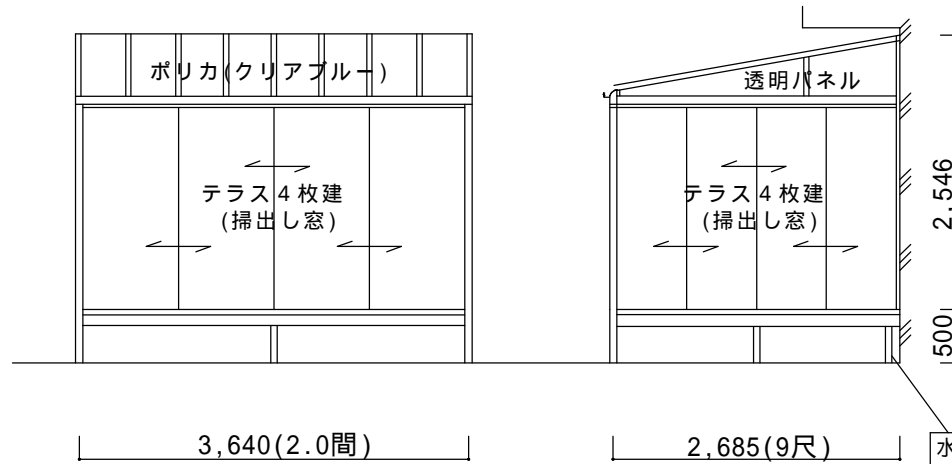 ポリカ(クリアブルー)
透明パネル
テラス４枚建
(掃出し窓)
テラス４枚建
(掃出し窓)
2,546
500
3,640(2.0間)
2,685(9尺)
水